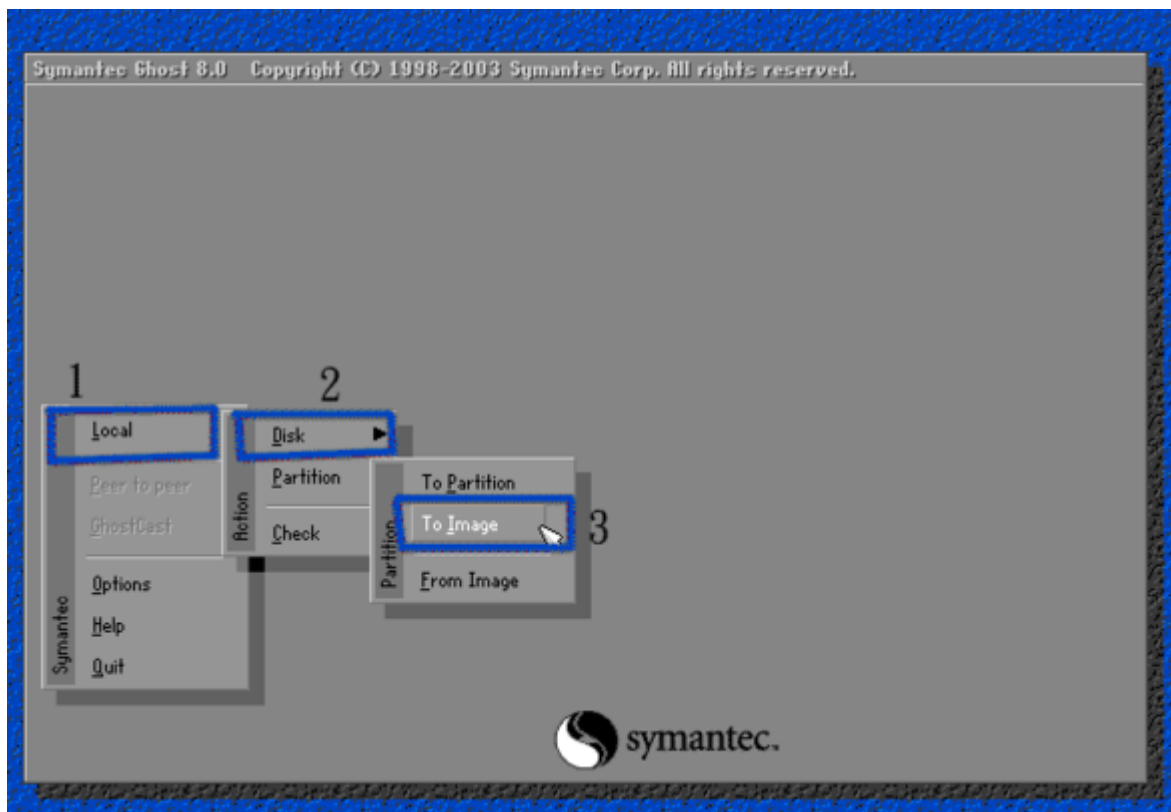 Symantec Ghost 8.0 Copyright (C) 1998-2003 Symantec Corp. All rights reserved.
1
2
Local
Peer to peer
GhostCast
Options
Help
Quit
Symantec
Disk
Partition
Check
Action
To Partition
To Image
From Image
Partition
3
symantec.